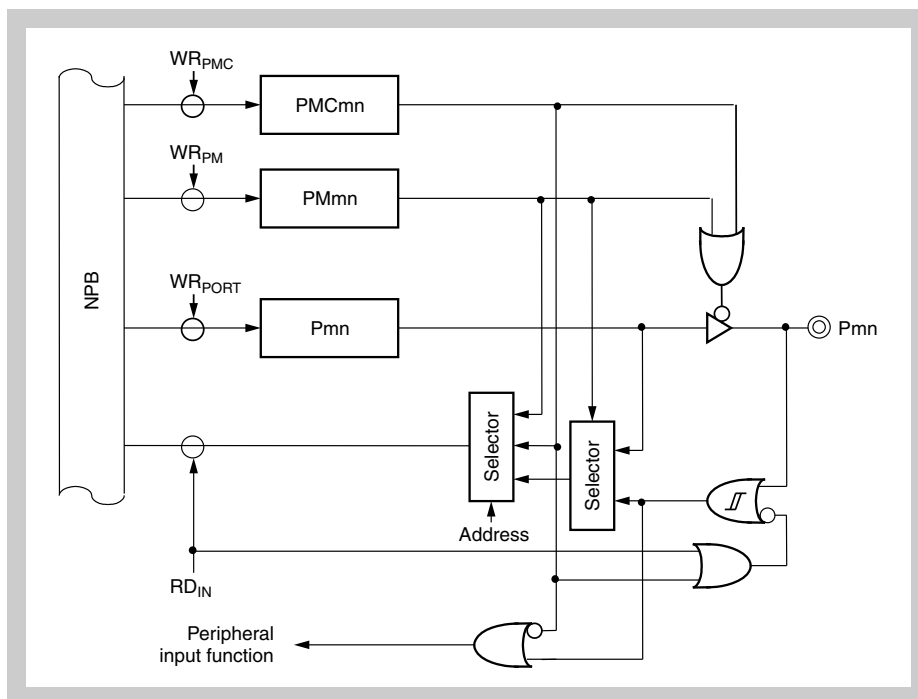 WRPMC
PMCmn
WRPM
PMmn
NPB
WRPORT
Pmn
Pmn
Selector
Selector
Address
RDIN
Peripheral
input function